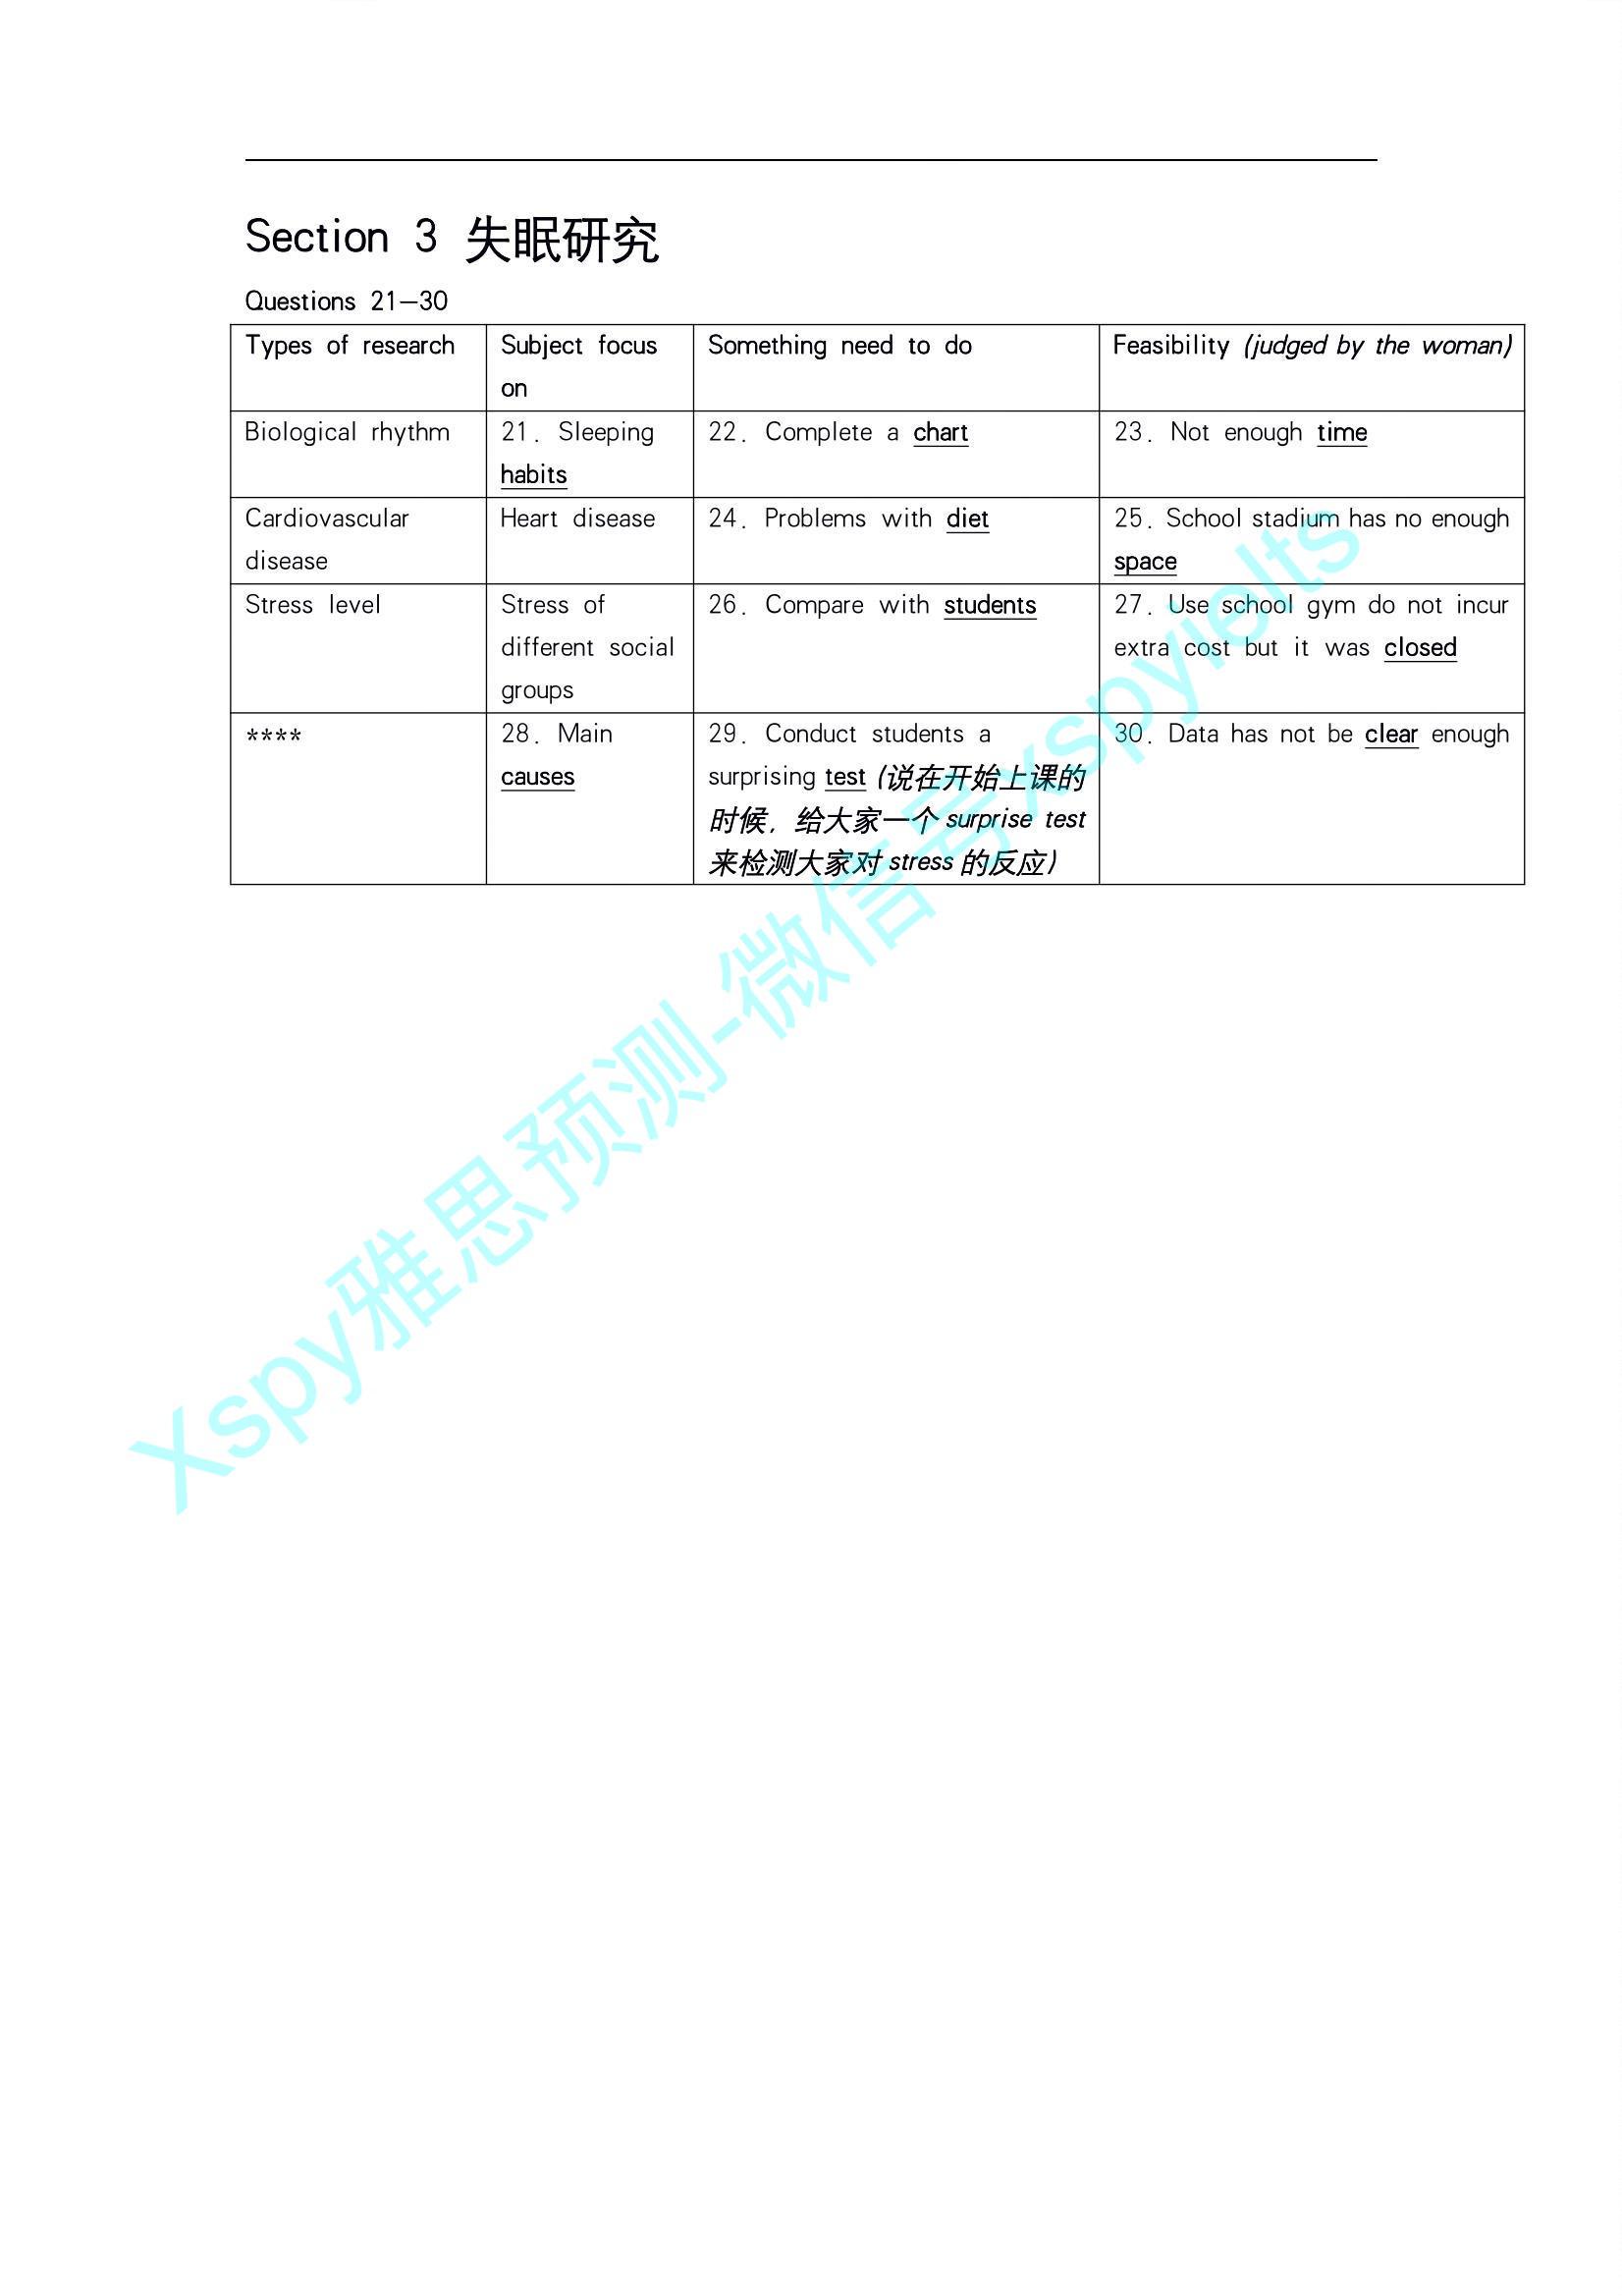 Section 3 失眠研究
Questions 21—30
Types of research
Subject focus
on
Something need to do
Feasibility (judged by the woman)
Biological rhythm
21. Sleeping
habits
22. Complete a chart
23. Not enough time
Cardiovascular
disease
Heart disease
24. Problems with diet
25. School stadium has no enough
space
Stress level
Stress of
different social
groups
26. Compare with students
27. Use school gym do not incur
extra cost but it was closed
****
28. Main
causes
29. Conduct students a
surprising test (说在开始上课的
时候，给大家一个 surprise test
来检测大家对 stress 的反应)
30. Data has not be clear enough
Xspy雅思预测-微信号xspyielts